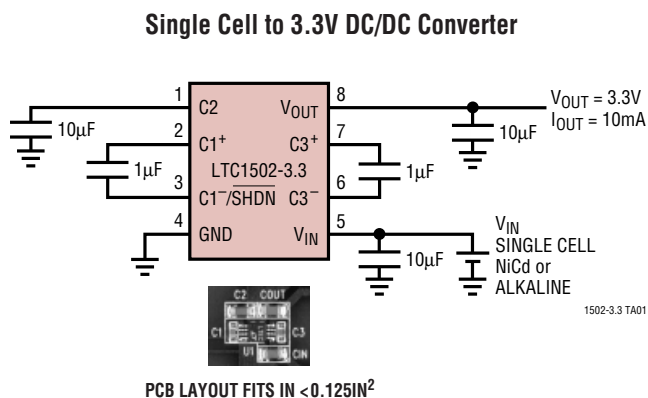 Single Cell to 3.3V DC/DC Converter
1
C2
10µF
2
C1⁺
1µF
LTC1502-3.3
3
C1⁻/SHDN
4
GND
VOUT
8
VOUT = 3.3V
IOUT = 10mA
10µF
C3⁺
7
1µF
C3⁻
6
VIN
5
10µF
VIN
SINGLE CELL
NiCd or
ALKALINE
1502-3.3 TA01
C2 COUT
C1
C3
U1
CIN
PCB LAYOUT FITS IN <0.125IN²